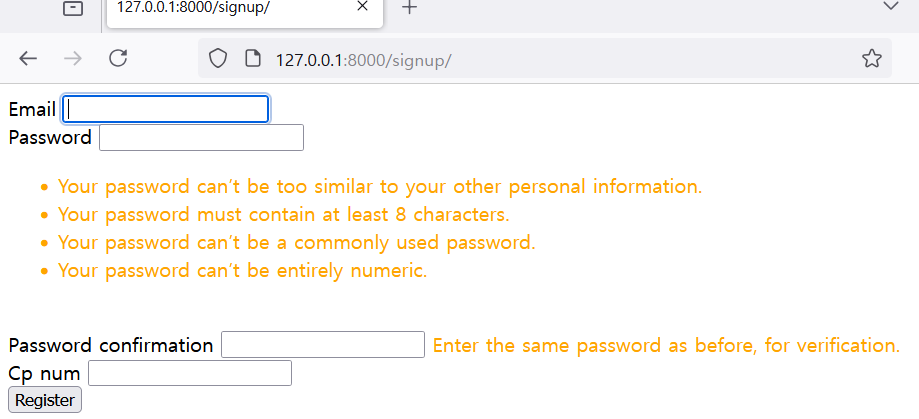 127.0.0.1:8000/signup/
127.0.0.1:8000/signup/
Email
Password
Your password can't be too similar to your other personal information.
Your password must contain at least 8 characters.
Your password can't be a commonly used password.
Your password can't be entirely numeric.
Password confirmation Enter the same password as before, for verification.
Cp num
Register